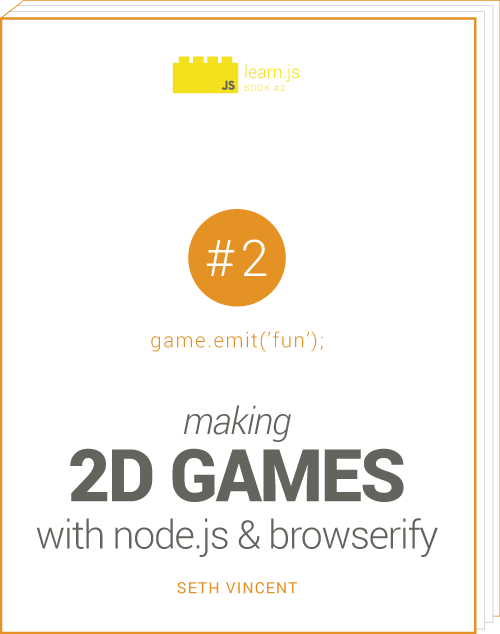 JS
learn.js
BOOK #2
#2
game.emit('fun');
making
2D GAMES
with node.js & browserify
SETH VINCENT